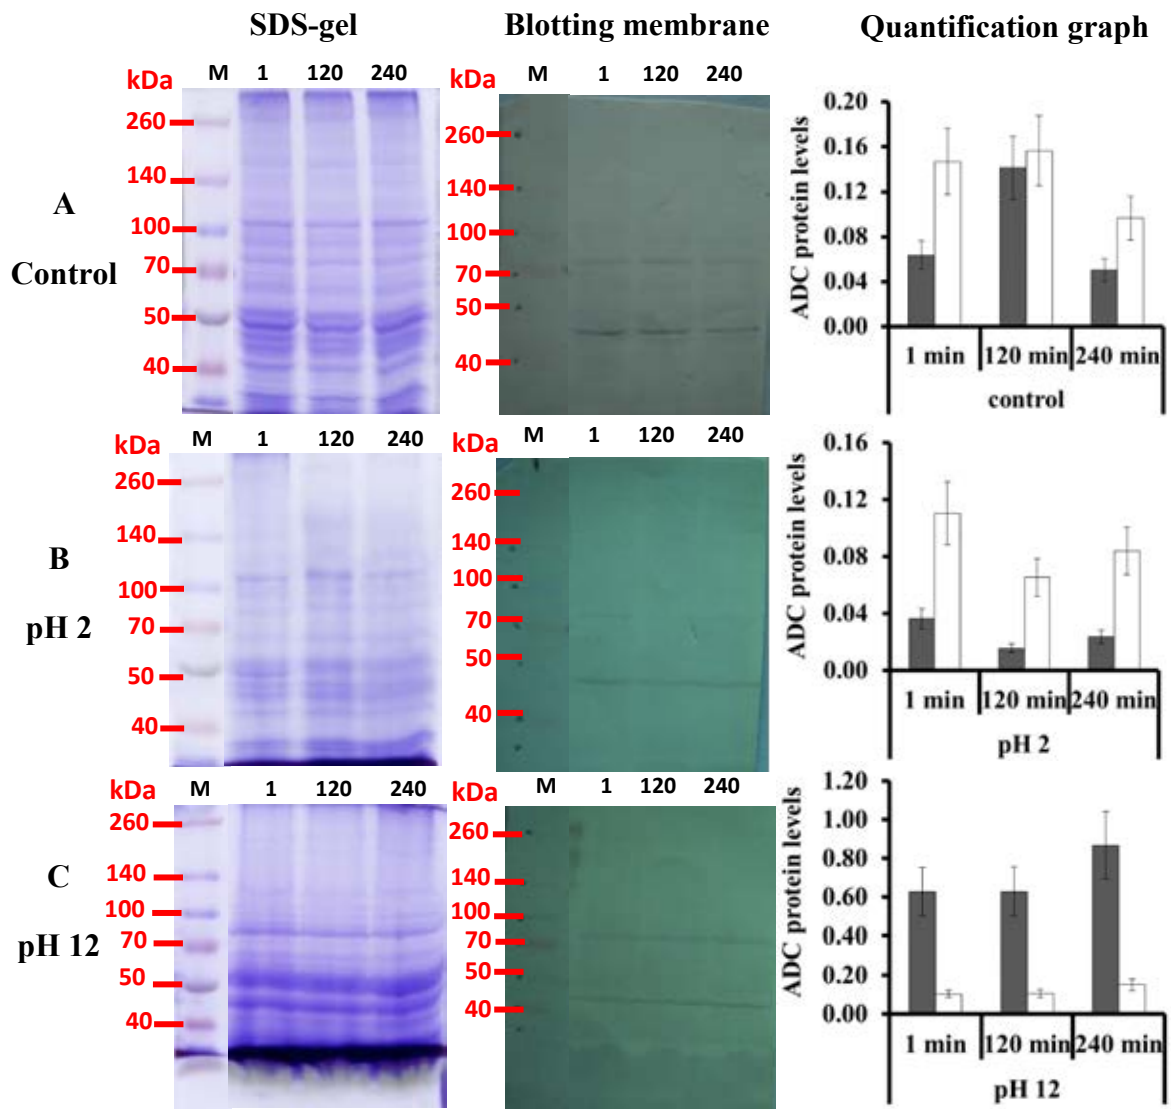 SDS-gel Blotting membrane Quantification graph
kDa M 1 120 240
260
140
100
70
50
40
A
Control
kDa M 1 120 240
260
140
100
70
50
40
ADC protein levels
0.20
0.16
0.12
0.08
0.04
0.00
1 min 120 min 240 min
control
kDa M 1 120 240
260
140
100
70
50
40
B
pH 2
kDa M 1 120 240
260
140
100
70
50
40
ADC protein levels
0.16
0.12
0.08
0.04
0.00
1 min 120 min 240 min
pH 2
kDa M 1 120 240
260
140
100
70
50
40
C
pH 12
kDa M 1 120 240
260
140
100
70
50
40
ADC protein levels
1.20
1.00
0.80
0.60
0.40
0.20
0.00
1 min 120 min 240 min
pH 12